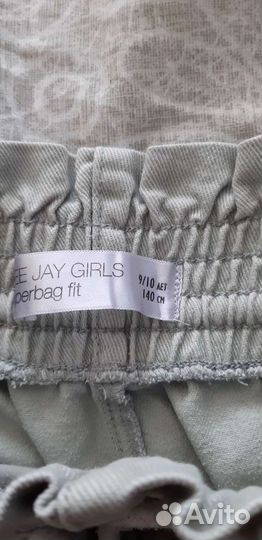 EE JAY GIRLS
perbag fit
9/10 ЛЕТ
140 СМ
Avito